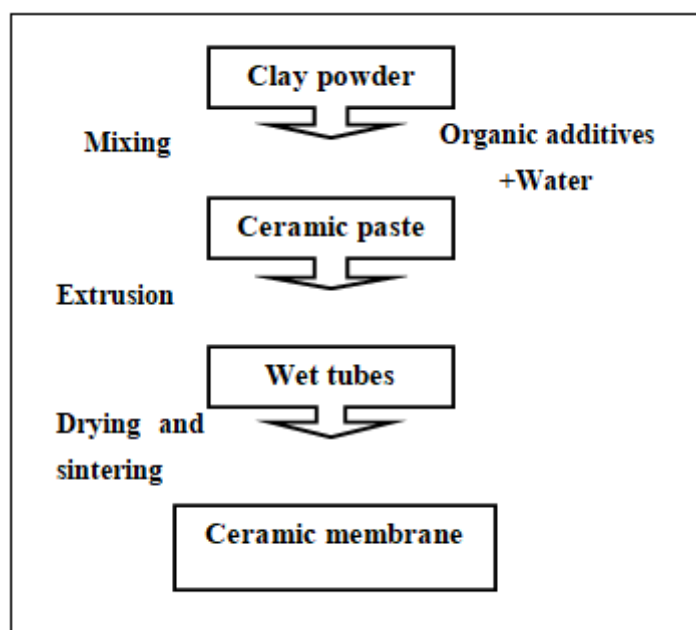 Clay powder
Mixing
Organic additives
+Water
Ceramic paste
Extrusion
Wet tubes
Drying and
sintering
Ceramic membrane